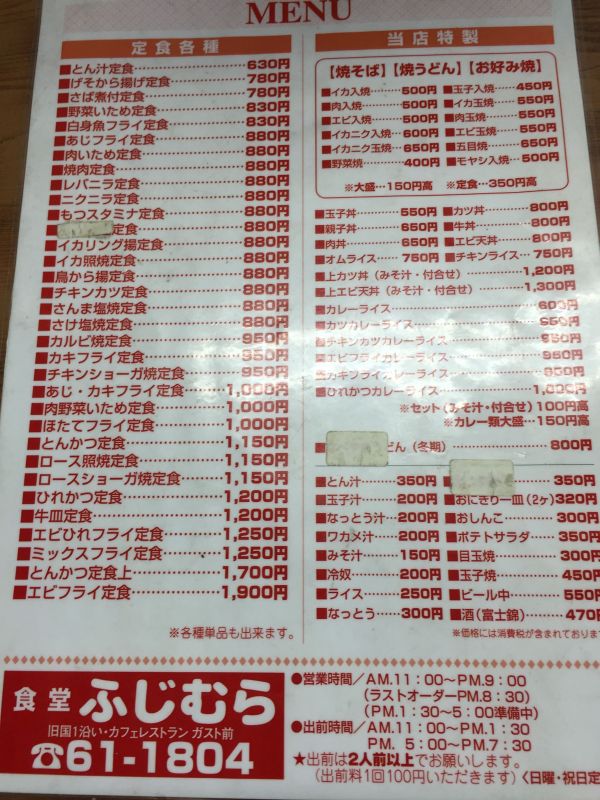 MENU
定食各種
■とん汁定食……630円
■げそから揚げ定食……780円
■さば煮付定食……780円
■野菜いため定食……830円
■白身魚フライ定食……830円
■あじフライ定食……880円
■肉いため定食……880円
■焼肉定食……880円
■レバニラ定食……880円
■ニクニラ定食……880円
■もつスタミナ定食……880円
定食……880円
■イカリング揚定食……880円
■イカ照焼定食……880円
■鳥から揚定食……880円
■チキンカツ定食……880円
■さんま塩焼定食……880円
■さけ塩焼定食……880円
■カルビ焼定食……950円
■カキフライ定食……950円
■チキンショーガ焼定食……950円
■あじ・カキフライ定食……1,000円
■肉野菜いため定食……1,000円
■ほたてフライ定食……1,000円
■とんかつ定食……1,150円
■ロース照焼定食……1,150円
■ロースショーガ焼定食……1,150円
■ひれかつ定食……1,200円
■牛皿定食……1,200円
■エビひれフライ定食……1,250円
■ミックスフライ定食……1,250円
■とんかつ定食上……1,700円
■エビフライ定食……1,900円
※各種単品も出来ます。
当店特製
【焼そば】【焼うどん】【お好み焼】
■イカ入焼……500円
■肉入焼……500円
■エビ入焼……500円
■イカニク入焼……600円
■イカニク玉焼……650円
■野菜焼……400円
■玉子入焼……450円
■イカ玉焼……550円
■肉玉焼……550円
■エビ玉焼……550円
■五目焼……650円
■モヤシ入焼……500円
※大盛…150円高 ※定食…350円高
■玉子丼……550円
■親子丼……650円
■肉丼……650円
■オムライス……750円
■カツ丼……800円
■牛丼……800円
■エビ天丼……800円
■チキンライス……750円
■上カツ丼（みそ汁・付合せ）……1,200円
■上エビ天丼（みそ汁・付合せ）……1,300円
■カレーライス……600円
■カツカレーライス……950円
■チキンカツカレーライス……950円
■エビフライカレーライス……950円
■カキフライカレーライス……950円
■ひれかつカレーライス……1,000円
※セット（みそ汁・付合せ）100円高
※カレー類大盛…150円高
どん（冬期）……800円
■とん汁……350円
■玉子汁……200円
■なっとう汁……200円
■ワカメ汁……200円
■みそ汁……150円
■冷奴……200円
■ライス……250円
■なっとう……300円
350円
■おにぎり一皿（2ヶ）320円
■おしんこ……300円
■ポテトサラダ……350円
■目玉焼……300円
■玉子焼……450円
■ビール中……550円
■酒（富士錦）……470円
※価格には消費税が含まれております
食堂 ふじむら
旧国1沿い・カフェレストラン ガスト前
☎61-1804
●営業時間／A.M.11：00〜P.M.9：00
（ラストオーダーP.M.8：30）
（P.M.1：30〜5：00準備中）
●出前時間／A.M.11：00〜P.M.1：30
P.M. 5：00〜P.M.7：30
★出前は2人前以上でお願いします。
（出前料1回100円いただきます）〈日曜・祝日定